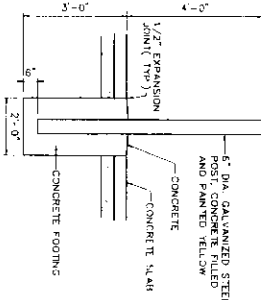 3'-0"
4'-0"
1/2" EXPANSION
JOINT( TYP )
6"
2'-0"
6" DIA. GALVANIZED STEEL
POST, CONCRETE FILLED
AND PAINTED YELLOW
CONCRETE
CONCRETE SLAB
CONCRETE FOOTING